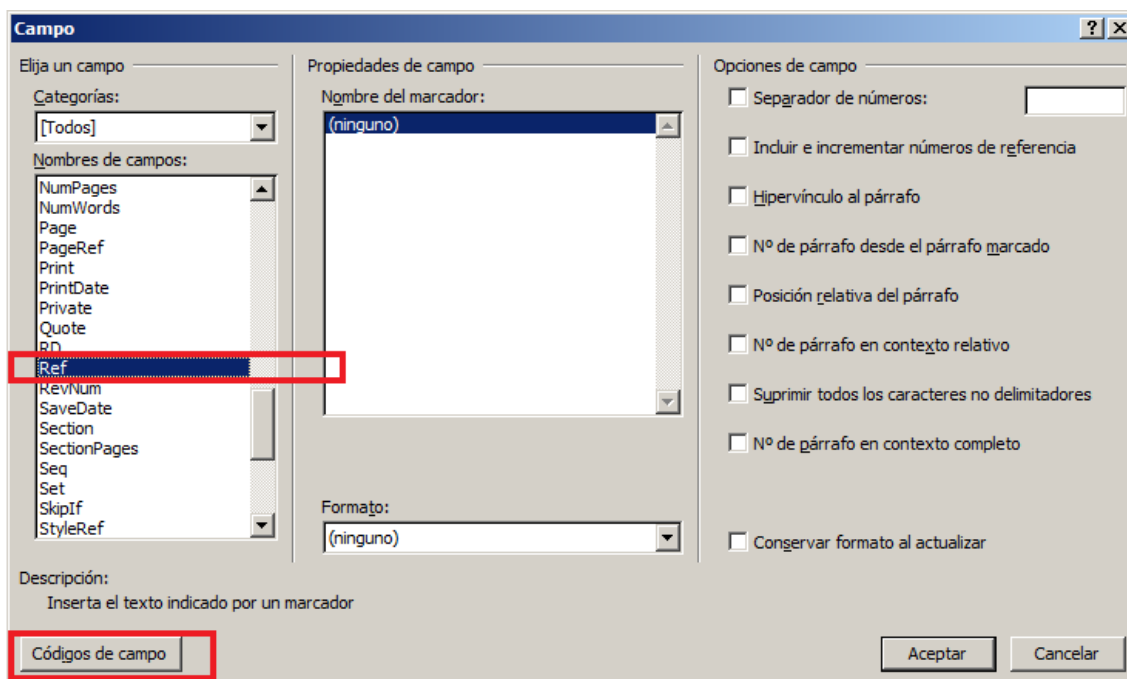 Campo
Elija un campo
Categorías:
[Todos]
Nombres de campos:
NumPages
NumWords
Page
PageRef
Print
PrintDate
Private
Quote
RD
Ref
RevNum
SaveDate
Section
SectionPages
Seq
Set
SkipIf
StyleRef
Propiedades de campo
Nombre del marcador:
(ninguno)
Formato:
(ninguno)
Opciones de campo
Separador de números:
Incluir e incrementar números de referencia
Hipervínculo al párrafo
Nº de párrafo desde el párrafo marcado
Posición relativa del párrafo
Nº de párrafo en contexto relativo
Suprimir todos los caracteres no delimitadores
Nº de párrafo en contexto completo
Conservar formato al actualizar
Descripción:
Inserta el texto indicado por un marcador
Códigos de campo
Aceptar
Cancelar